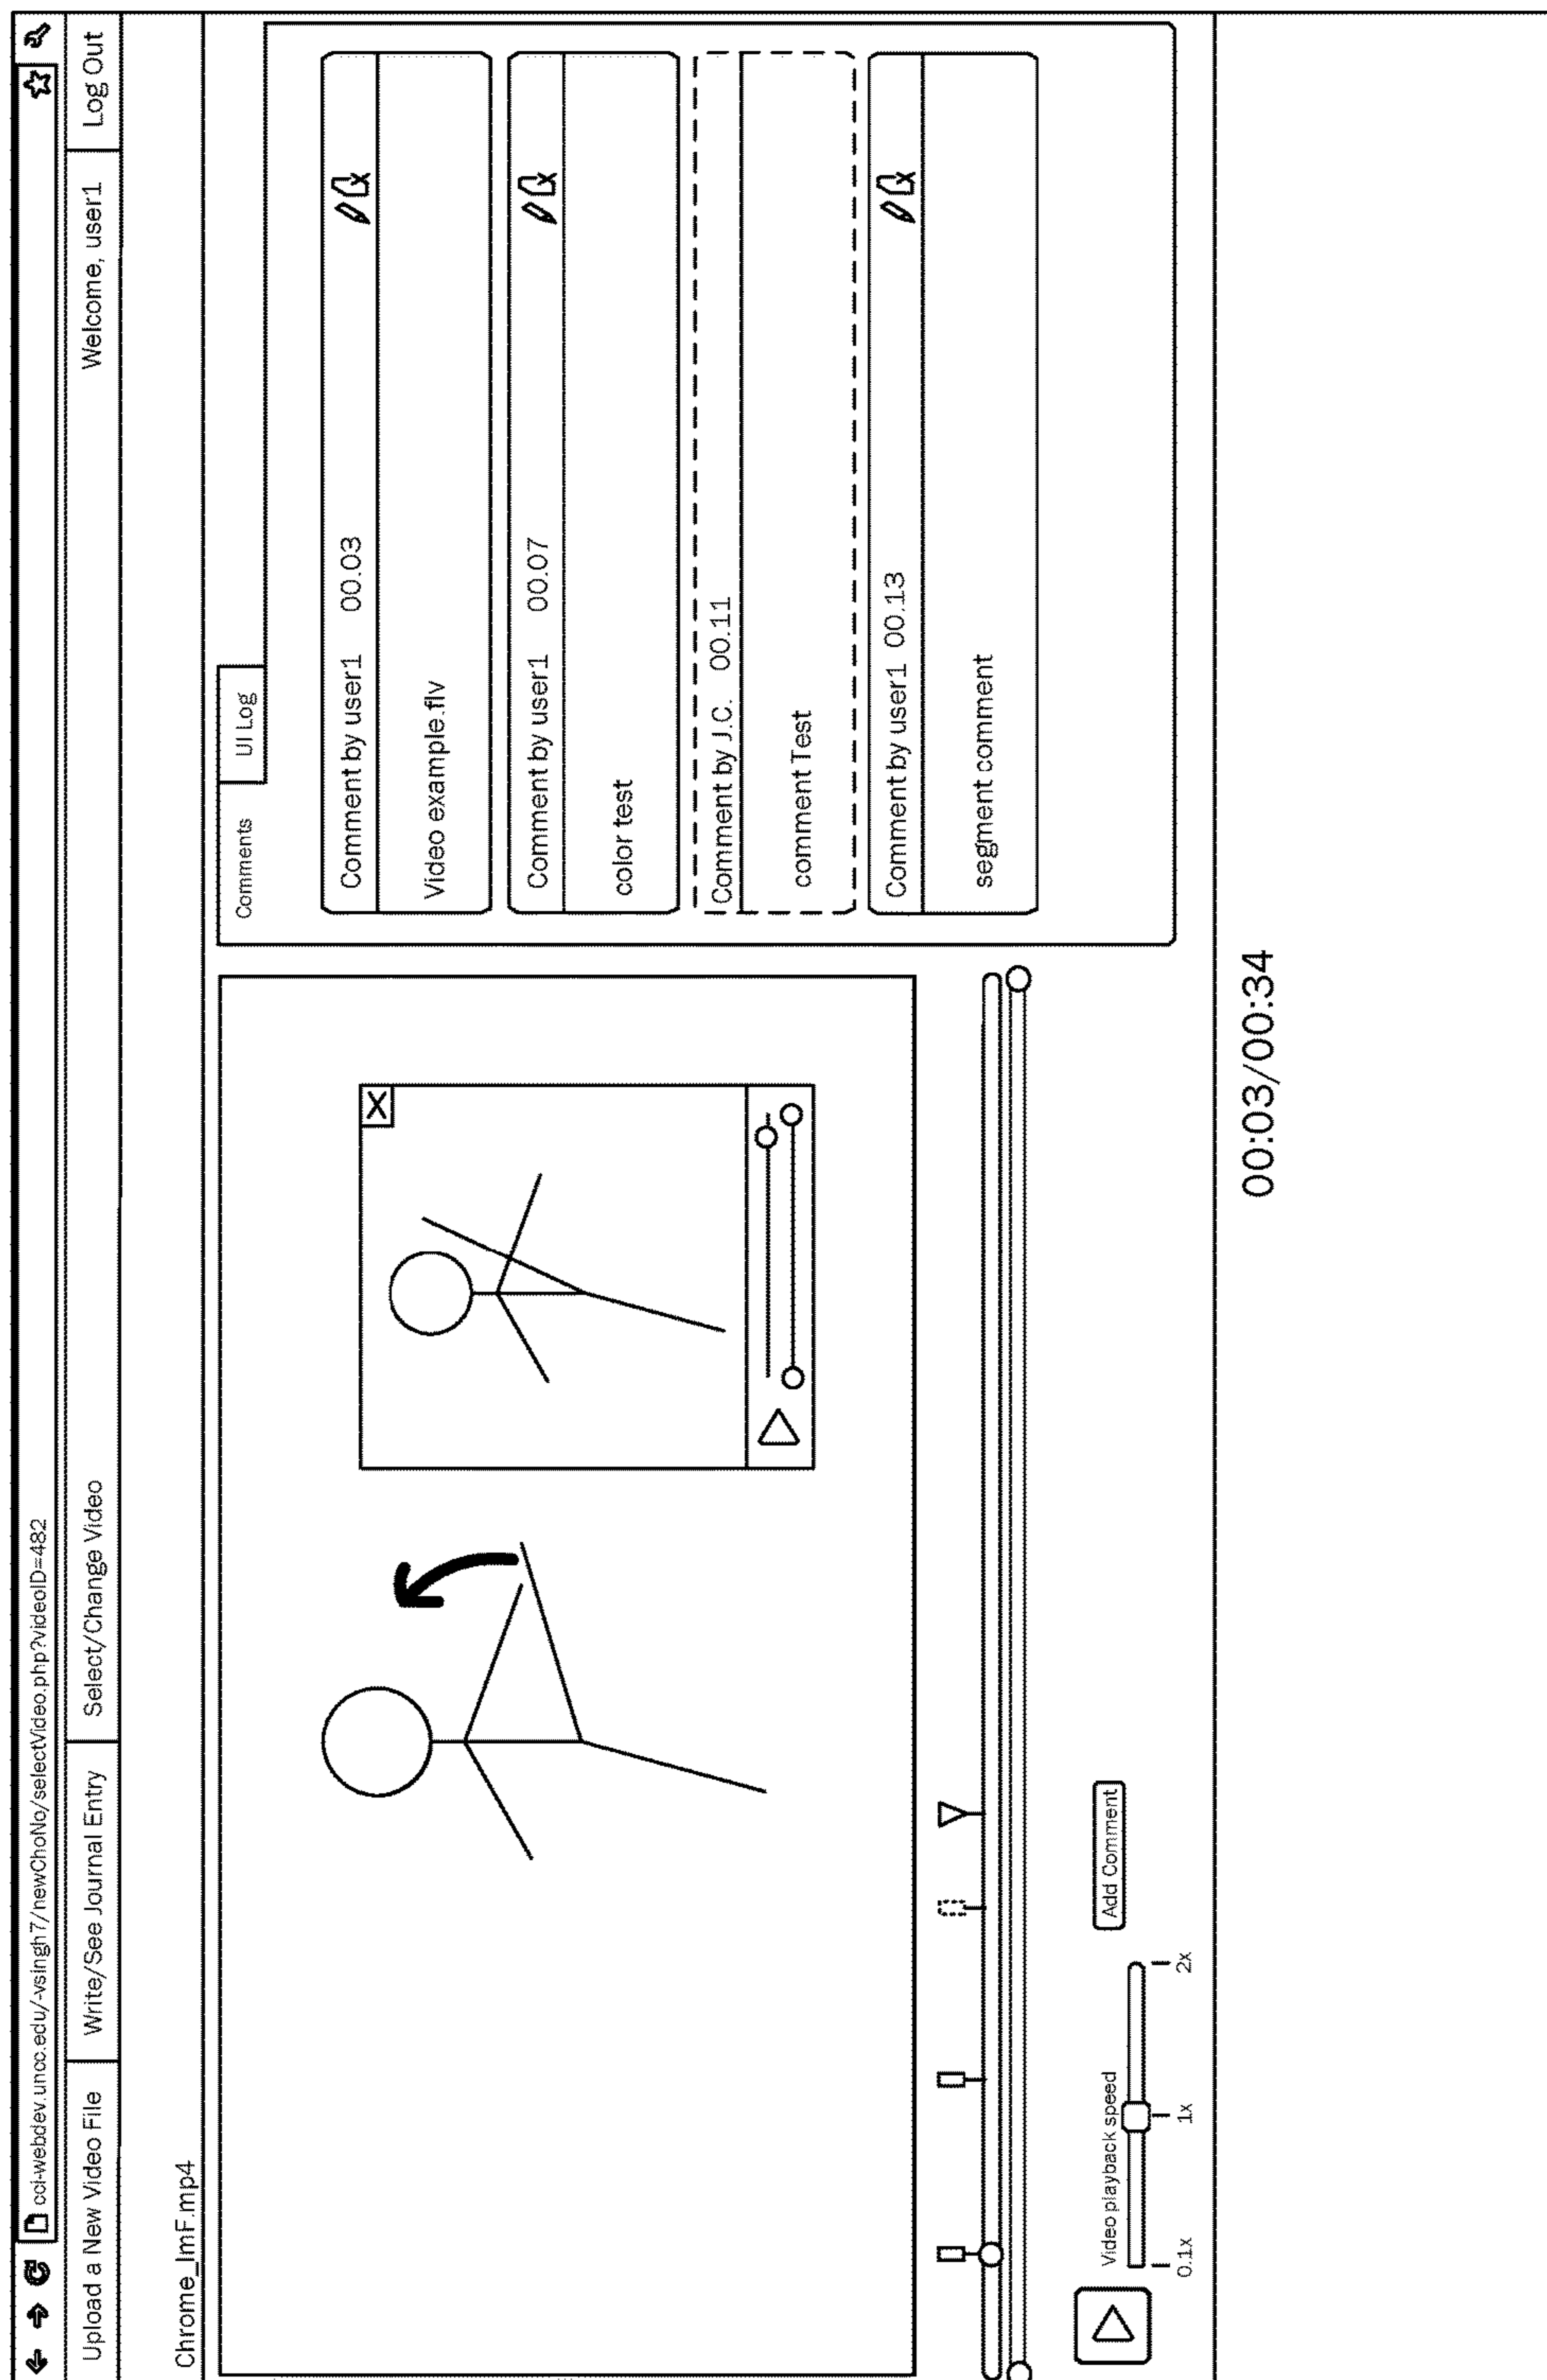 cci-webdev.uncc.edu/-vsingh7/newChoNo/selectVideo.php?videoID=482
Upload a New Video File
Write/See Journal Entry
Select/Change Video
Welcome, user1
Log Out
Chrome_ImF.mp4
Comments
UI Log
Comment by user1 00.03
Video example.flv
Comment by user1 00.07
color test
Comment by J.C. 00.11
comment Test
Comment by user1 00.13
segment comment
Video playback speed
0.1x
1x
2x
Add Comment
00:03/00:34